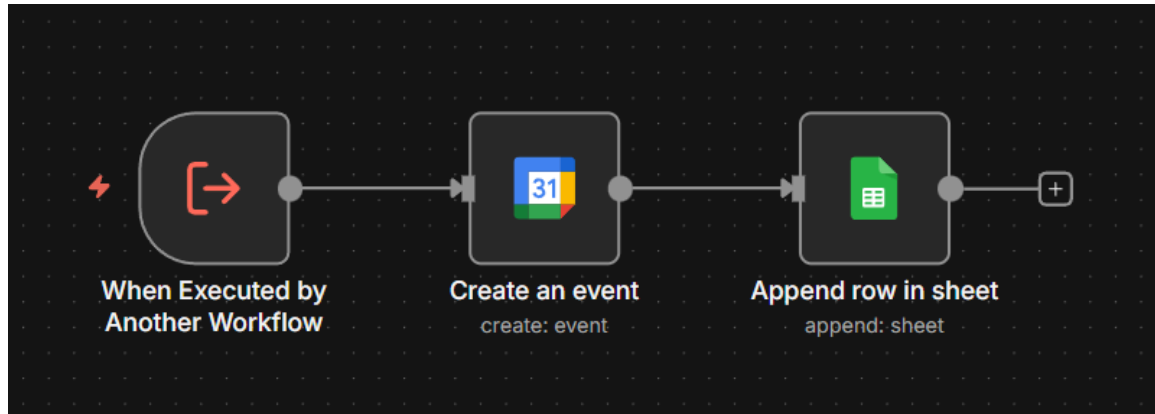 31
When Executed by
Another Workflow
Create an event
create: event
Append row in sheet
append: sheet